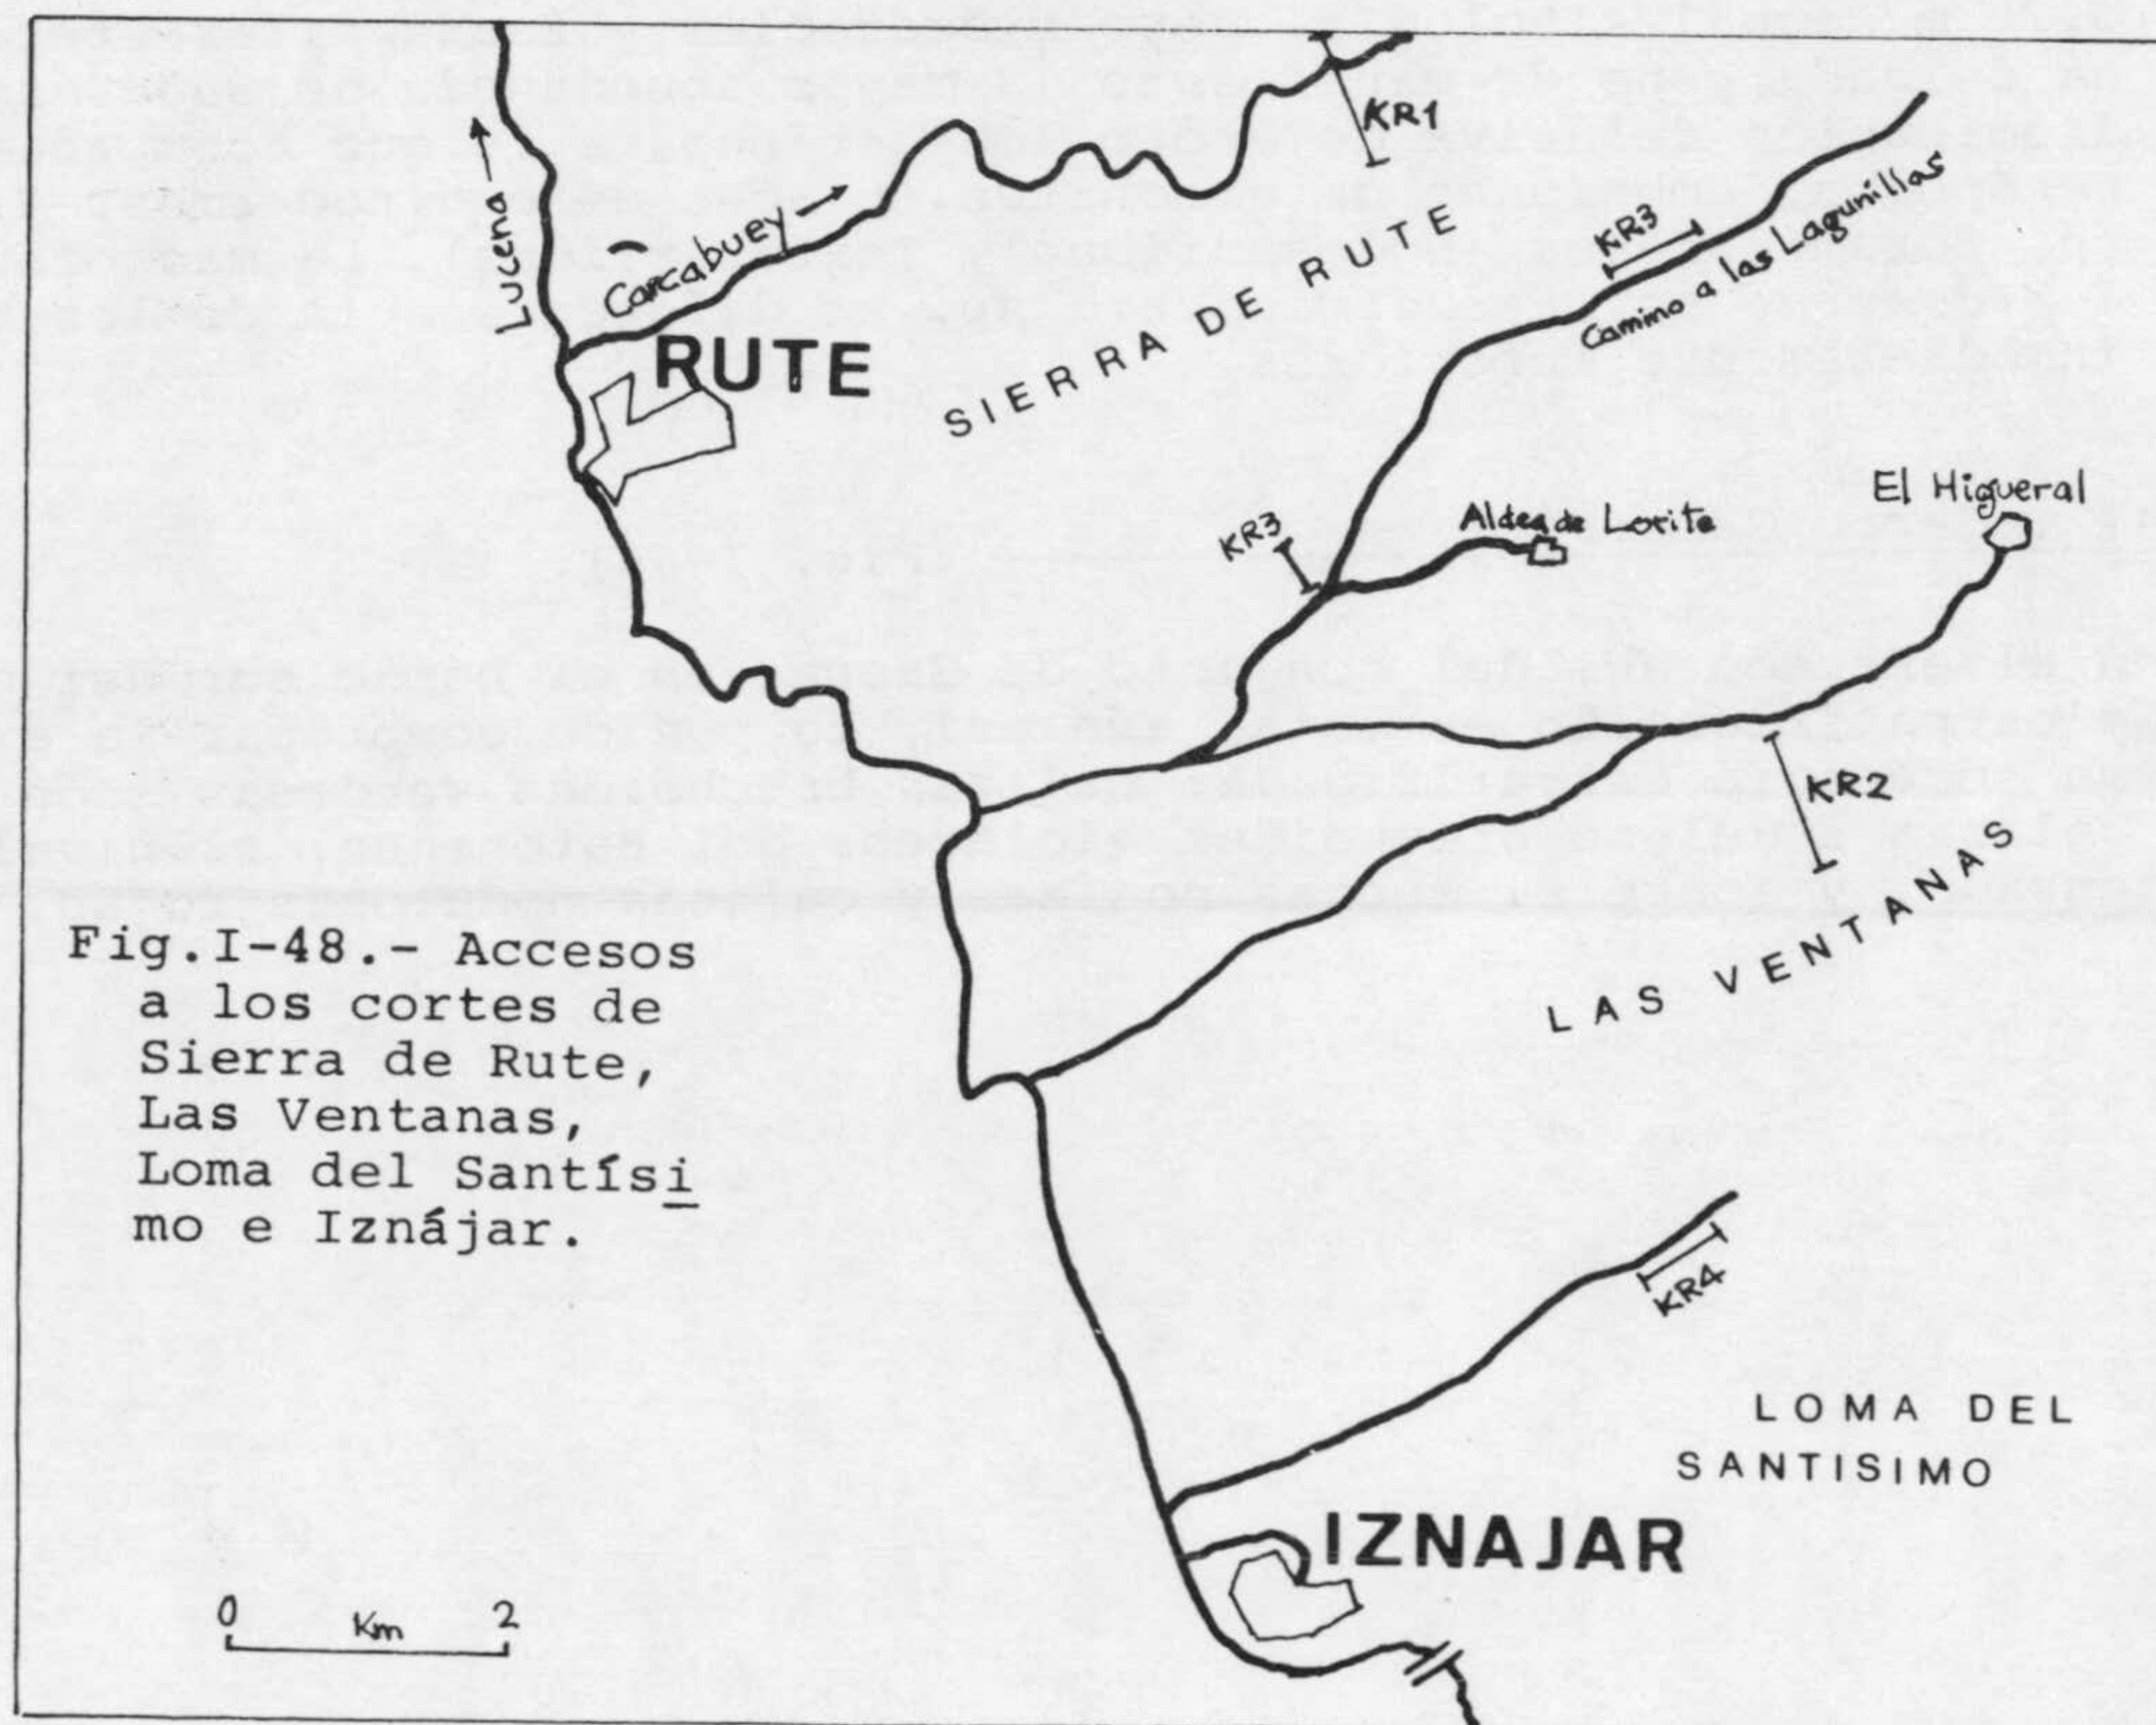 KR1
Lucena
Carcabuey
RUTE
SIERRA DE RUTE
KR3
Camino a las Lagunillas
El Higueral
Aldea de Lorite
KR3
KR2
LAS VENTANAS
Fig.I-48.- Accesos
a los cortes de
Sierra de Rute,
Las Ventanas,
Loma del Santísi
mo e Iznájar.
KR4
LOMA DEL
SANTISIMO
IZNAJAR
0 Km 2